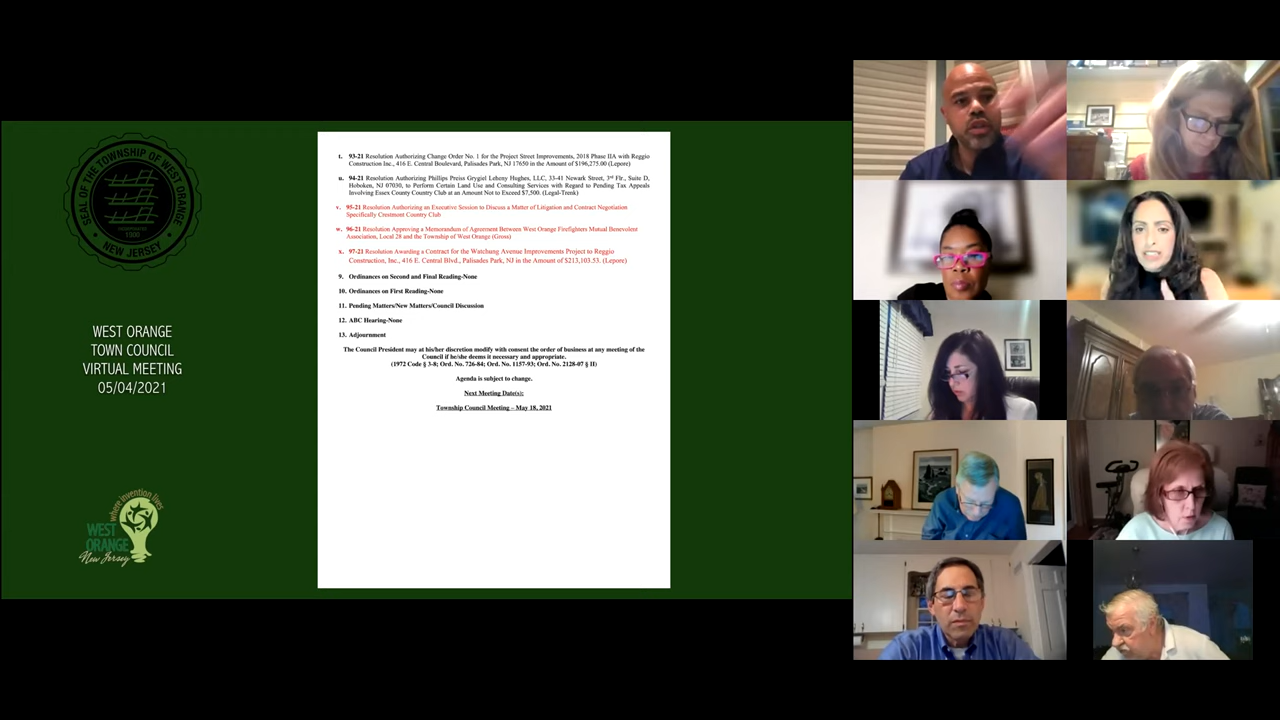 SEAL OF THE TOWNSHIP OF WEST ORANGE
INCORPORATED
1900
NEW JERSEY
WEST ORANGE
TOWN COUNCIL
VIRTUAL MEETING
05/04/2021
where invention lives
WEST
ORANGE
New Jersey
t. 93-21 Resolution Authorizing Change Order No. 1 for the Project Street Improvements, 2018 Phase IIA with Reggio
Construction Inc., 416 E. Central Boulevard, Palisades Park, NJ 17650 in the Amount of $196,275.00 (Lepore)
u. 94-21 Resolution Authorizing Phillips Preiss Grygiel Leheny Hughes, LLC, 33-41 Newark Street, 3rd Flr., Suite D,
Hoboken, NJ 07030, to Perform Certain Land Use and Consulting Services with Regard to Pending Tax Appeals
Involving Essex County Country Club at an Amount Not to Exceed $7,500. (Legal-Trenk)
v. 95-21 Resolution Authorizing an Executive Session to Discuss a Matter of Litigation and Contract Negotiation
Specifically Crestmont Country Club
w. 96-21 Resolution Approving a Memorandum of Agreement Between West Orange Firefighters Mutual Benevolent
Association, Local 28 and the Township of West Orange (Gross)
x. 97-21 Resolution Awarding a Contract for the Watchung Avenue Improvements Project to Reggio
Construction, Inc., 416 E. Central Blvd., Palisades Park, NJ in the Amount of $213,103.53. (Lepore)
9. Ordinances on Second and Final Reading-None
10. Ordinances on First Reading-None
11. Pending Matters/New Matters/Council Discussion
12. ABC Hearing-None
13. Adjournment
The Council President may at his/her discretion modify with consent the order of business at any meeting of the
Council if he/she deems it necessary and appropriate.
(1972 Code § 3-8; Ord. No. 726-84; Ord. No. 1157-93; Ord. No. 2128-07 § II)
Agenda is subject to change.
Next Meeting Date(s):
Township Council Meeting – May 18, 2021